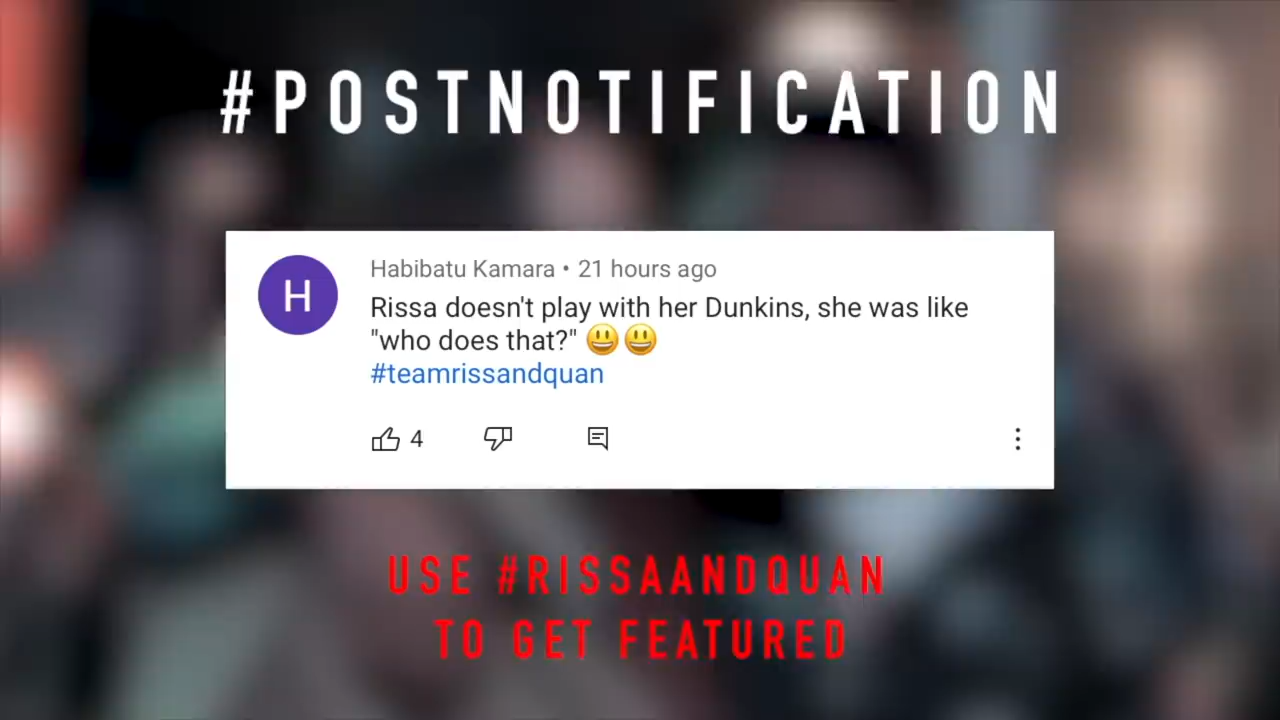 #POSTNOTIFICATION
H
Habibatu Kamara • 21 hours ago
Rissa doesn't play with her Dunkins, she was like
"who does that?" 😃😃
#teamrissandquan
4
USE #RISSAANDQUAN
TO GET FEATURED